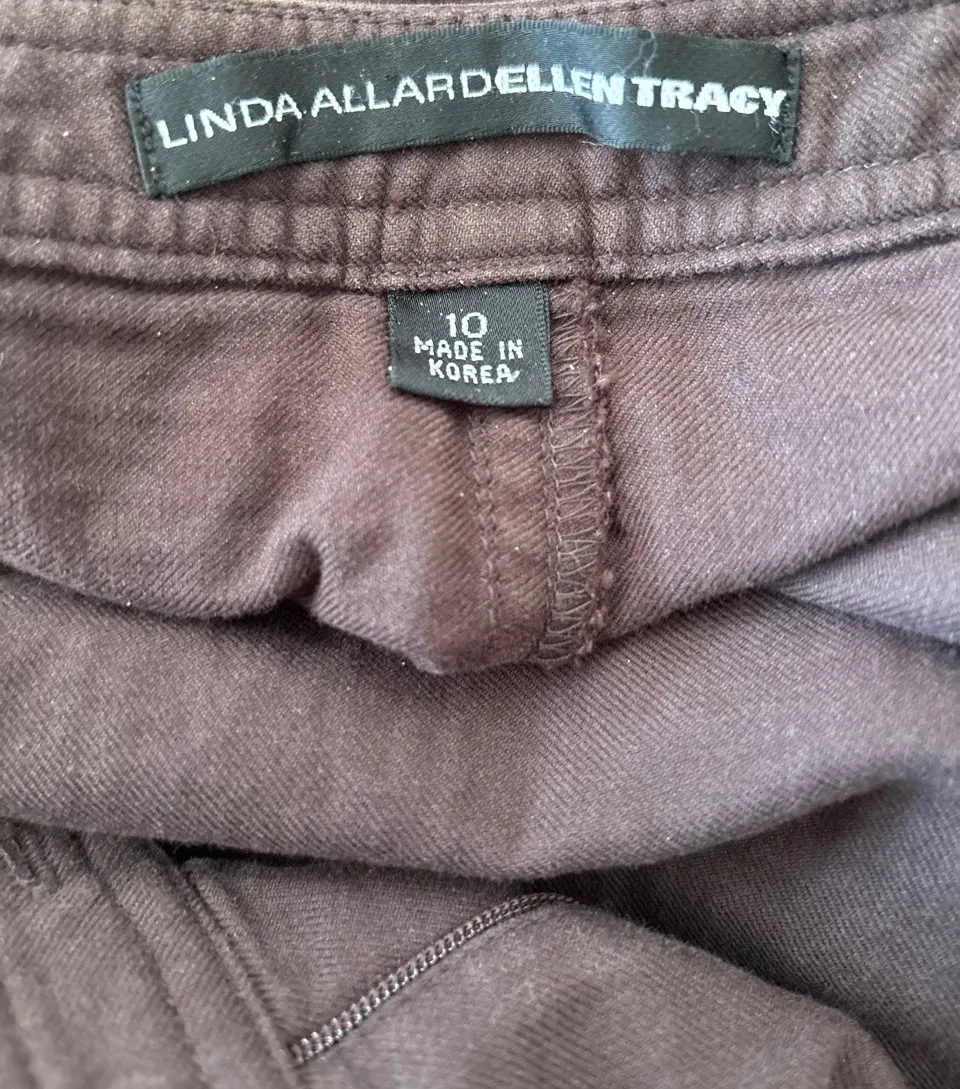 LINDA ALLARD ELLEN TRACY
10
MADE IN
KOREA